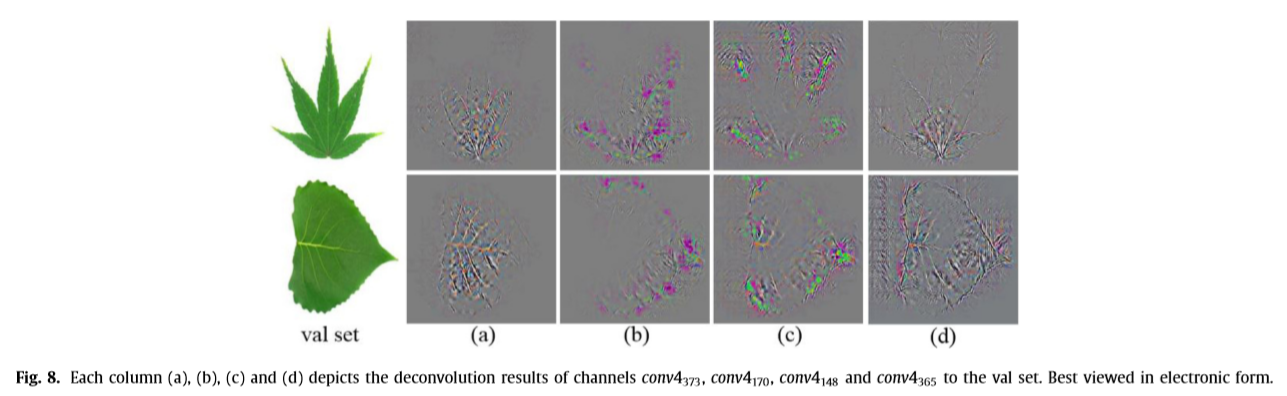 val set (a) (b) (c) (d)
Fig. 8. Each column (a), (b), (c) and (d) depicts the deconvolution results of channels conv4₃₇₃, conv4₁₇₀, conv4₁₄₈ and conv4₃₆₅ to the val set. Best viewed in electronic form.